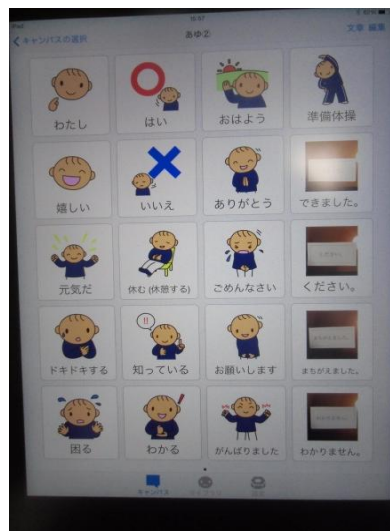 iPad 12:57
キャンバスの選択 あゆ② 文章 編集
わたし はい おはよう 準備体操
嬉しい いいえ ありがとう できました。
元気だ 休む (休憩する) ごめんなさい ください。
ドキドキする 知っている お願いします まちがえました。
困る わかる がんばりました わかりません。
キャンバス